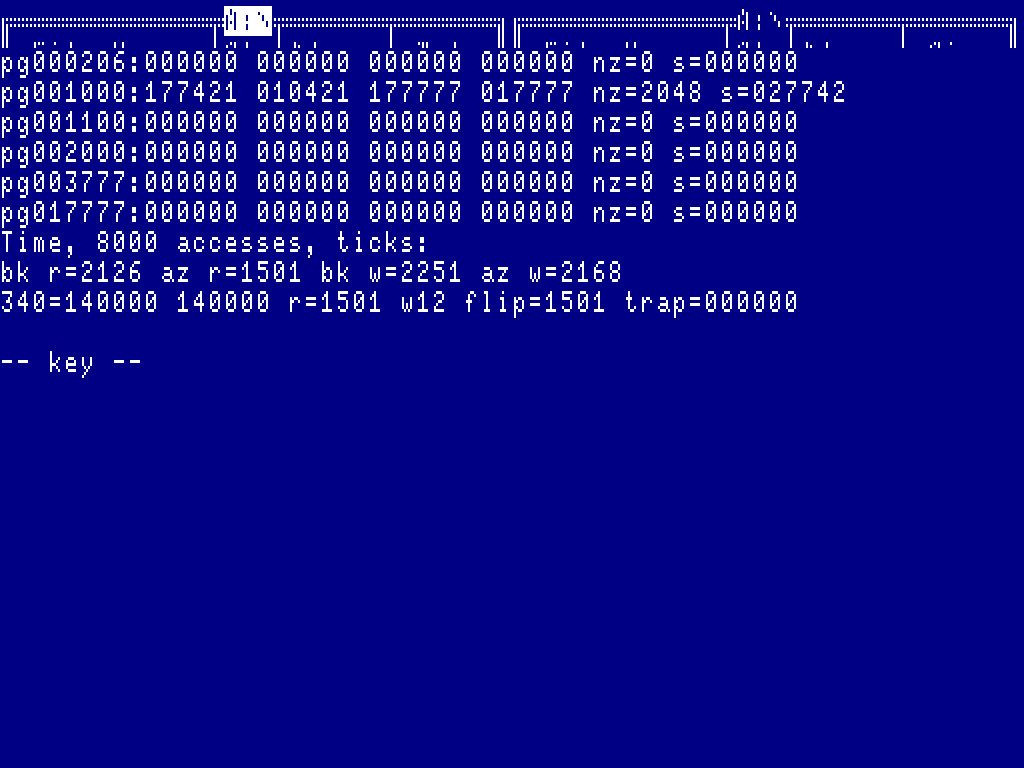 pg000206:000000 000000 000000 000000 nz=0 s=000000
pg001000:177421 010421 177777 017777 nz=2048 s=027742
pg001100:000000 000000 000000 000000 nz=0 s=000000
pg002000:000000 000000 000000 000000 nz=0 s=000000
pg003777:000000 000000 000000 000000 nz=0 s=000000
pg017777:000000 000000 000000 000000 nz=0 s=000000
Time, 8000 accesses, ticks:
bk r=2126 az r=1501 bk w=2251 az w=2168
340=140000 140000 r=1501 w12 flip=1501 trap=000000
-- key --